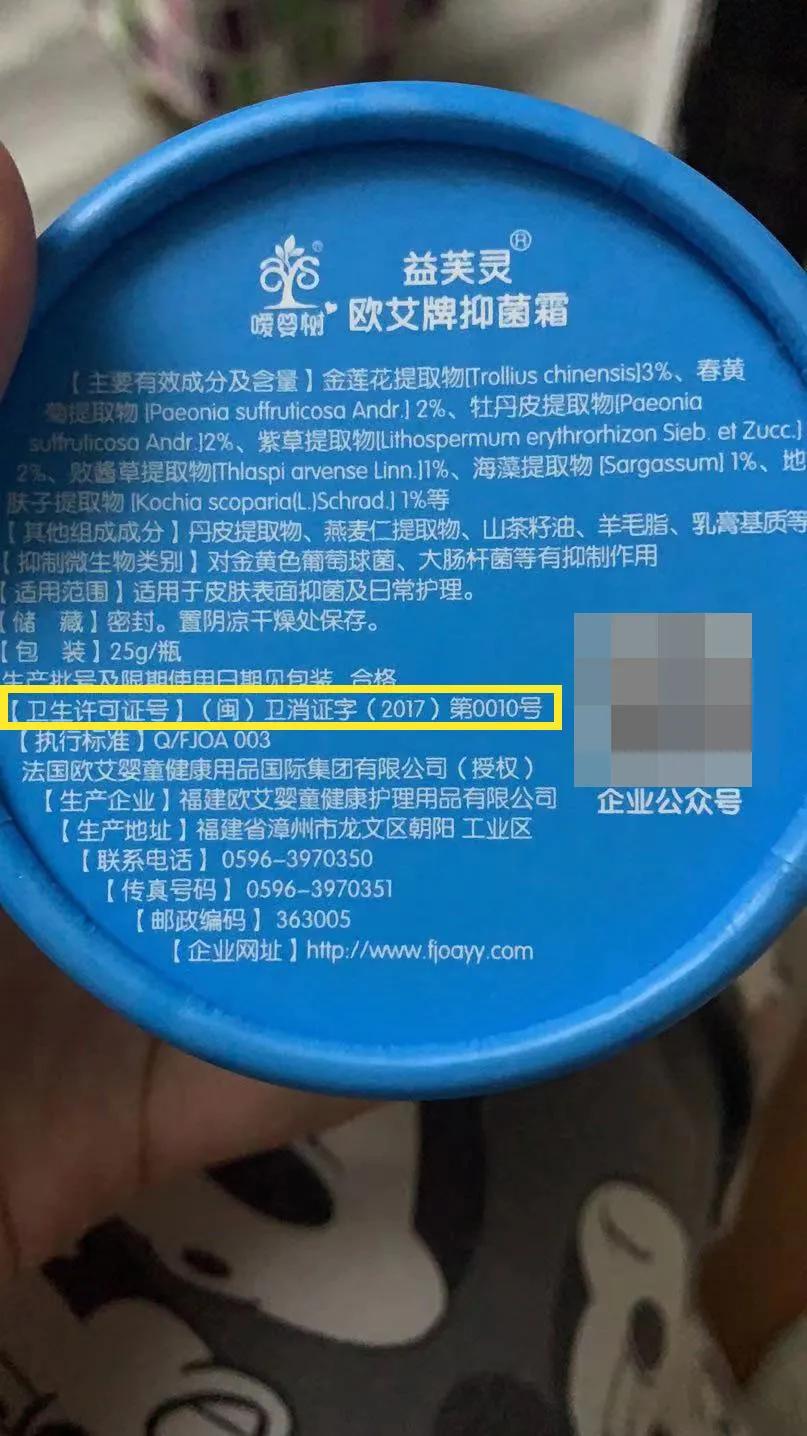 嗳婴树®
益芙灵®
欧艾牌抑菌霜
【主要有效成分及含量】金莲花提取物[Trollius chinensis]3%、春黄
菊提取物 [Paeonia suffruticosa Andr.] 2%、牡丹皮提取物[Paeonia
suffruticosa Andr.]2%、紫草提取物[Lithospermum erythrorhizon Sieb. et Zucc.]
2%、败酱草提取物[Thlaspi arvense Linn.]1%、海藻提取物 [Sargassum] 1%、地
肤子提取物 [Kochia scoparia(L.)Schrad.] 1%等
【其他组成成分】丹皮提取物、燕麦仁提取物、山茶籽油、羊毛脂、乳膏基质等
【抑制微生物类别】对金黄色葡萄球菌、大肠杆菌等有抑制作用
【适用范围】适用于皮肤表面抑菌及日常护理。
【储 藏】密封。置阴凉干燥处保存。
【包 装】25g/瓶
生产批号及限期使用日期见包装 合格
【卫生许可证号】（闽）卫消证字（2017）第0010号
【执行标准】Q/FJOA 003
法国欧艾婴童健康用品国际集团有限公司（授权）
【生产企业】福建欧艾婴童健康护理用品有限公司
企业公众号
【生产地址】福建省漳州市龙文区朝阳 工业区
【联系电话】0596-3970350
【传真号码】0596-3970351
【邮政编码】363005
【企业网址】http://www.fjoayy.com